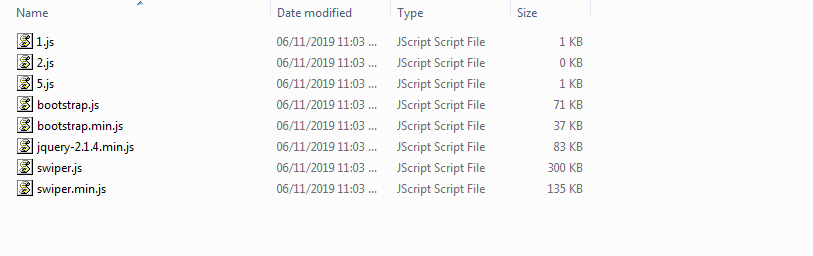 Name Date modified Type Size
1.js 06/11/2019 11:03 ... JScript Script File 1 KB
2.js 06/11/2019 11:03 ... JScript Script File 0 KB
5.js 06/11/2019 11:03 ... JScript Script File 1 KB
bootstrap.js 06/11/2019 11:03 ... JScript Script File 71 KB
bootstrap.min.js 06/11/2019 11:03 ... JScript Script File 37 KB
jquery-2.1.4.min.js 06/11/2019 11:03 ... JScript Script File 83 KB
swiper.js 06/11/2019 11:03 ... JScript Script File 300 KB
swiper.min.js 06/11/2019 11:03 ... JScript Script File 135 KB